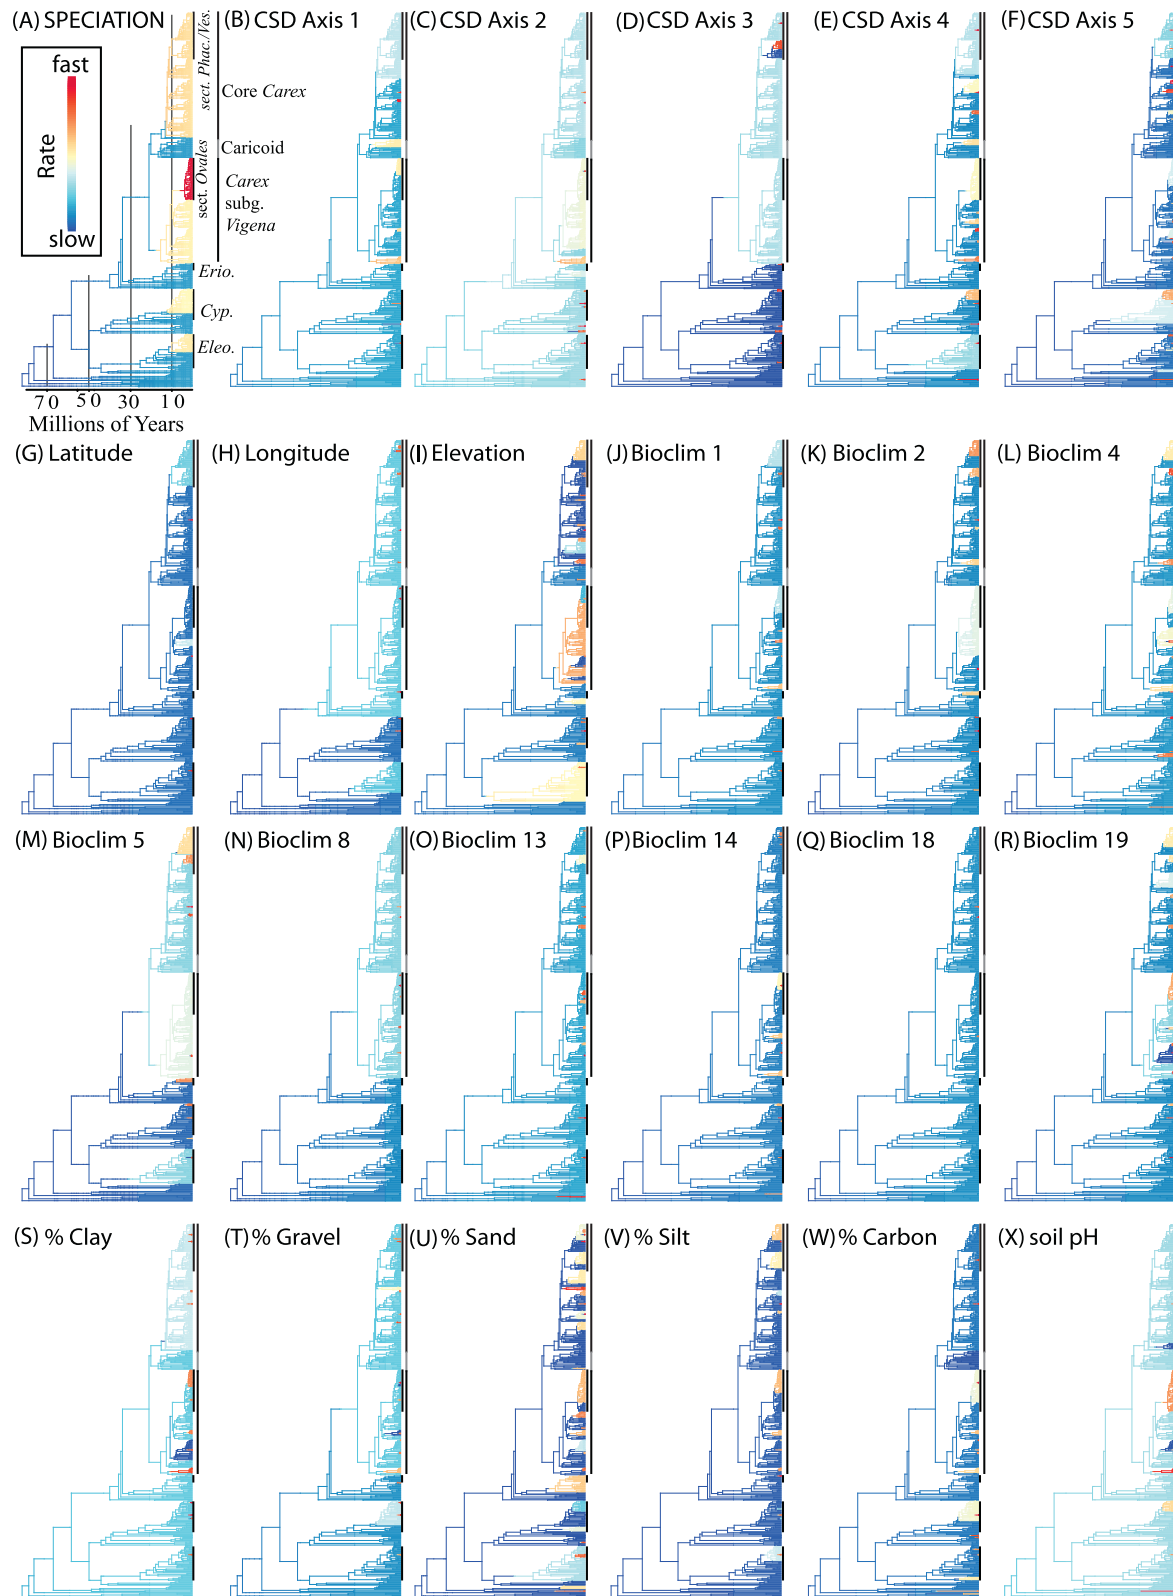 (A) SPECIATION
(B) CSD Axis 1
(C) CSD Axis 2
(D) CSD Axis 3
(E) CSD Axis 4
(F) CSD Axis 5
fast
Rate
slow
sect. Phac./Ves.
Core Carex
Caricoid
sect. Ovales
Carex
subg.
Vigena
Erio.
Cyp.
Eleo.
70 50 30 10
Millions of Years
(G) Latitude
(H) Longitude
(I) Elevation
(J) Bioclim 1
(K) Bioclim 2
(L) Bioclim 4
(M) Bioclim 5
(N) Bioclim 8
(O) Bioclim 13
(P) Bioclim 14
(Q) Bioclim 18
(R) Bioclim 19
(S) % Clay
(T) % Gravel
(U) % Sand
(V) % Silt
(W) % Carbon
(X) soil pH